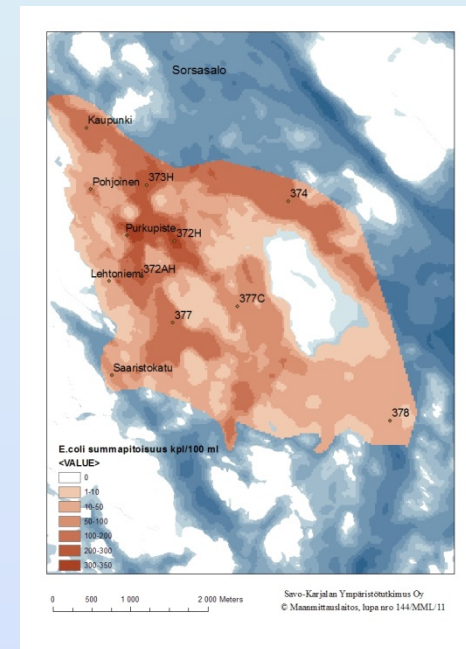 Sorsasalo
Kaupunki
Pohjoinen
373H
374
Purkupiste
372H
Lehtoniemi
372AH
377C
377
Saaristokatu
378
E.coli summapitoisuus kpl/100 ml
<VALUE>
0
1-10
10-50
50-100
100-200
200-300
300-350
0 500 1 000 2 000 Meters
Savo-Karjalan Ympäristötutkimus Oy
© Maanmittauslaitos, lupa nro 144/MML/11